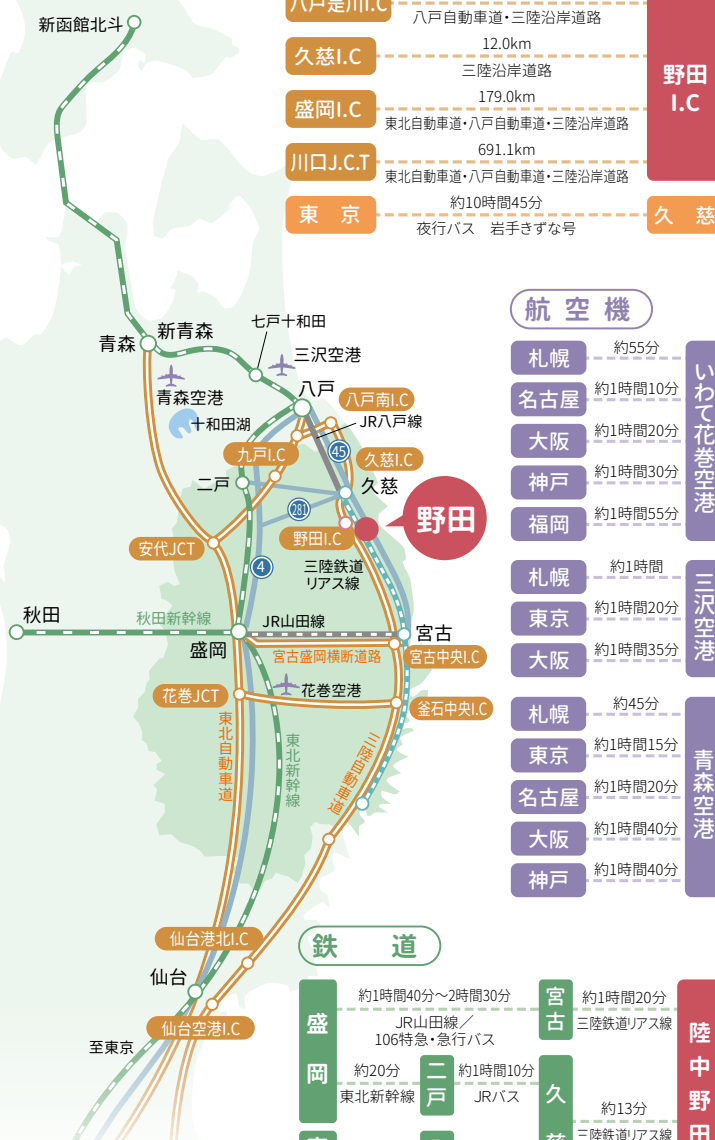 新函館北斗
八戸是川I.C
八戸自動車道・三陸沿岸道路
久慈I.C
12.0km
三陸沿岸道路
盛岡I.C
179.0km
東北自動車道・八戸自動車道・三陸沿岸道路
川口J.C.T
691.1km
東北自動車道・八戸自動車道・三陸沿岸道路
野田
I.C
東京
約10時間45分
夜行バス 岩手きずな号
久慈
航空機
札幌
約55分
名古屋
約1時間10分
大阪
約1時間20分
神戸
約1時間30分
福岡
約1時間55分
いわて花巻空港
札幌
約1時間
東京
約1時間20分
大阪
約1時間35分
三沢空港
札幌
約45分
東京
約1時間15分
名古屋
約1時間20分
大阪
約1時間40分
神戸
約1時間40分
青森空港
七戸十和田
新青森
青森
三沢空港
青森空港
八戸
八戸南I.C
十和田湖
JR八戸線
九戸I.C
45
久慈I.C
二戸
久慈
281
野田
野田I.C
安代JCT
4
三陸鉄道
リアス線
秋田
秋田新幹線
JR山田線
宮古
盛岡
宮古盛岡横断道路
宮古中央I.C
花巻JCT
花巻空港
釜石中央I.C
東北自動車道
東北新幹線
三陸自動車道
仙台港北I.C
仙台
仙台空港I.C
至東京
鉄道
盛岡
約1時間40分～2時間30分
JR山田線／
106特急・急行バス
宮古
約1時間20分
三陸鉄道リアス線
約20分
東北新幹線
二戸
約1時間10分
JRバス
久慈
約13分
三陸鉄道リアス線
陸中野田